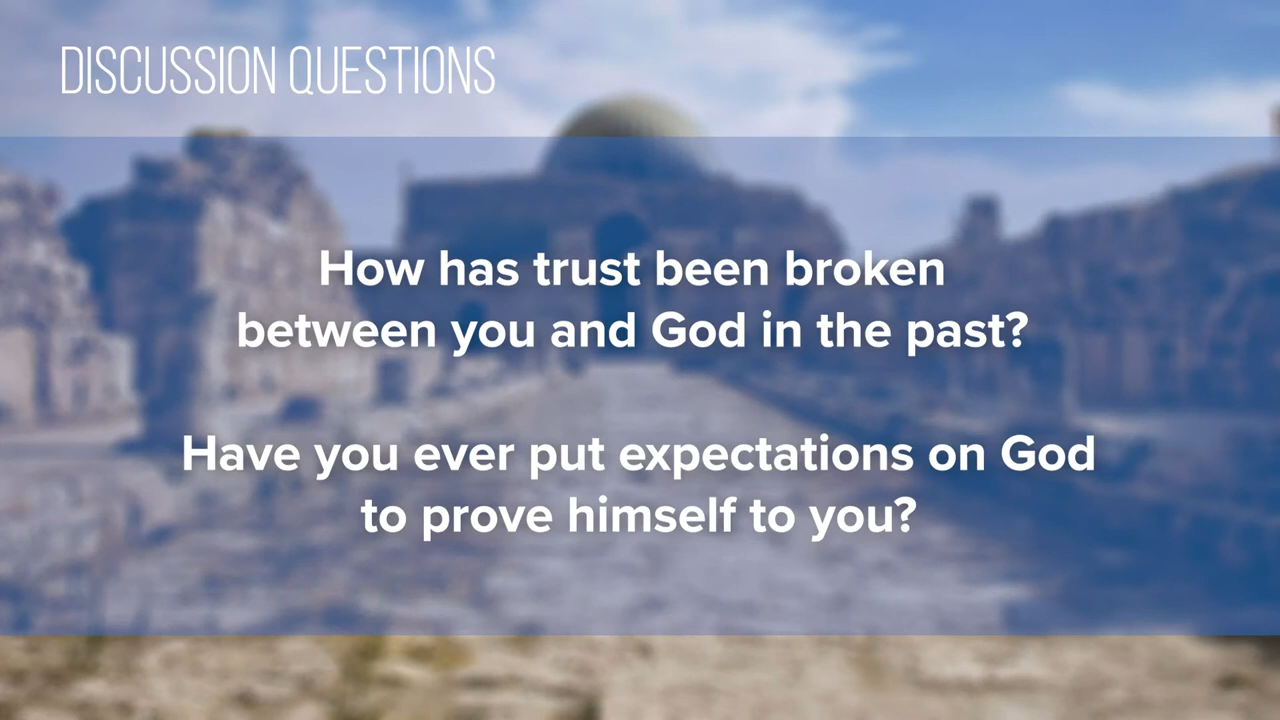 DISCUSSION QUESTIONS
How has trust been broken
between you and God in the past?
Have you ever put expectations on God
to prove himself to you?